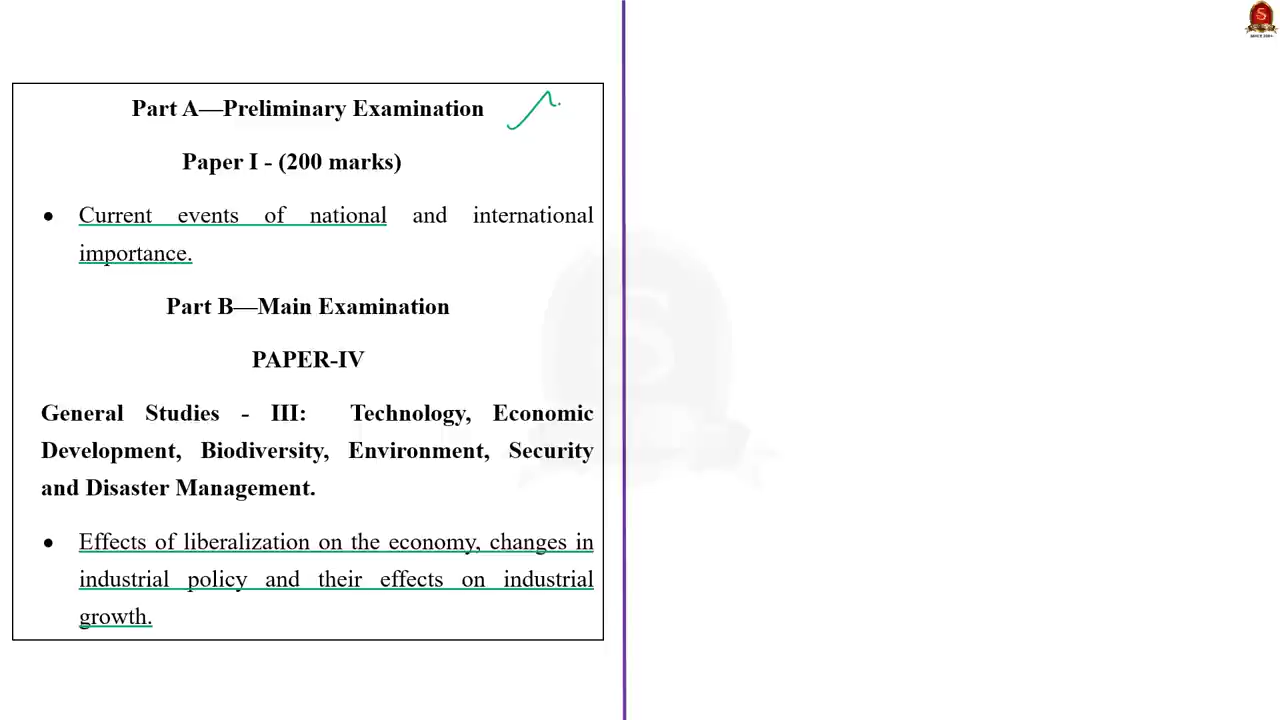 Part A—Preliminary Examination
Paper I - (200 marks)
● Current events of national and international
importance.
Part B—Main Examination
PAPER-IV
General Studies - III: Technology, Economic
Development, Biodiversity, Environment, Security
and Disaster Management.
● Effects of liberalization on the economy, changes in
industrial policy and their effects on industrial
growth.